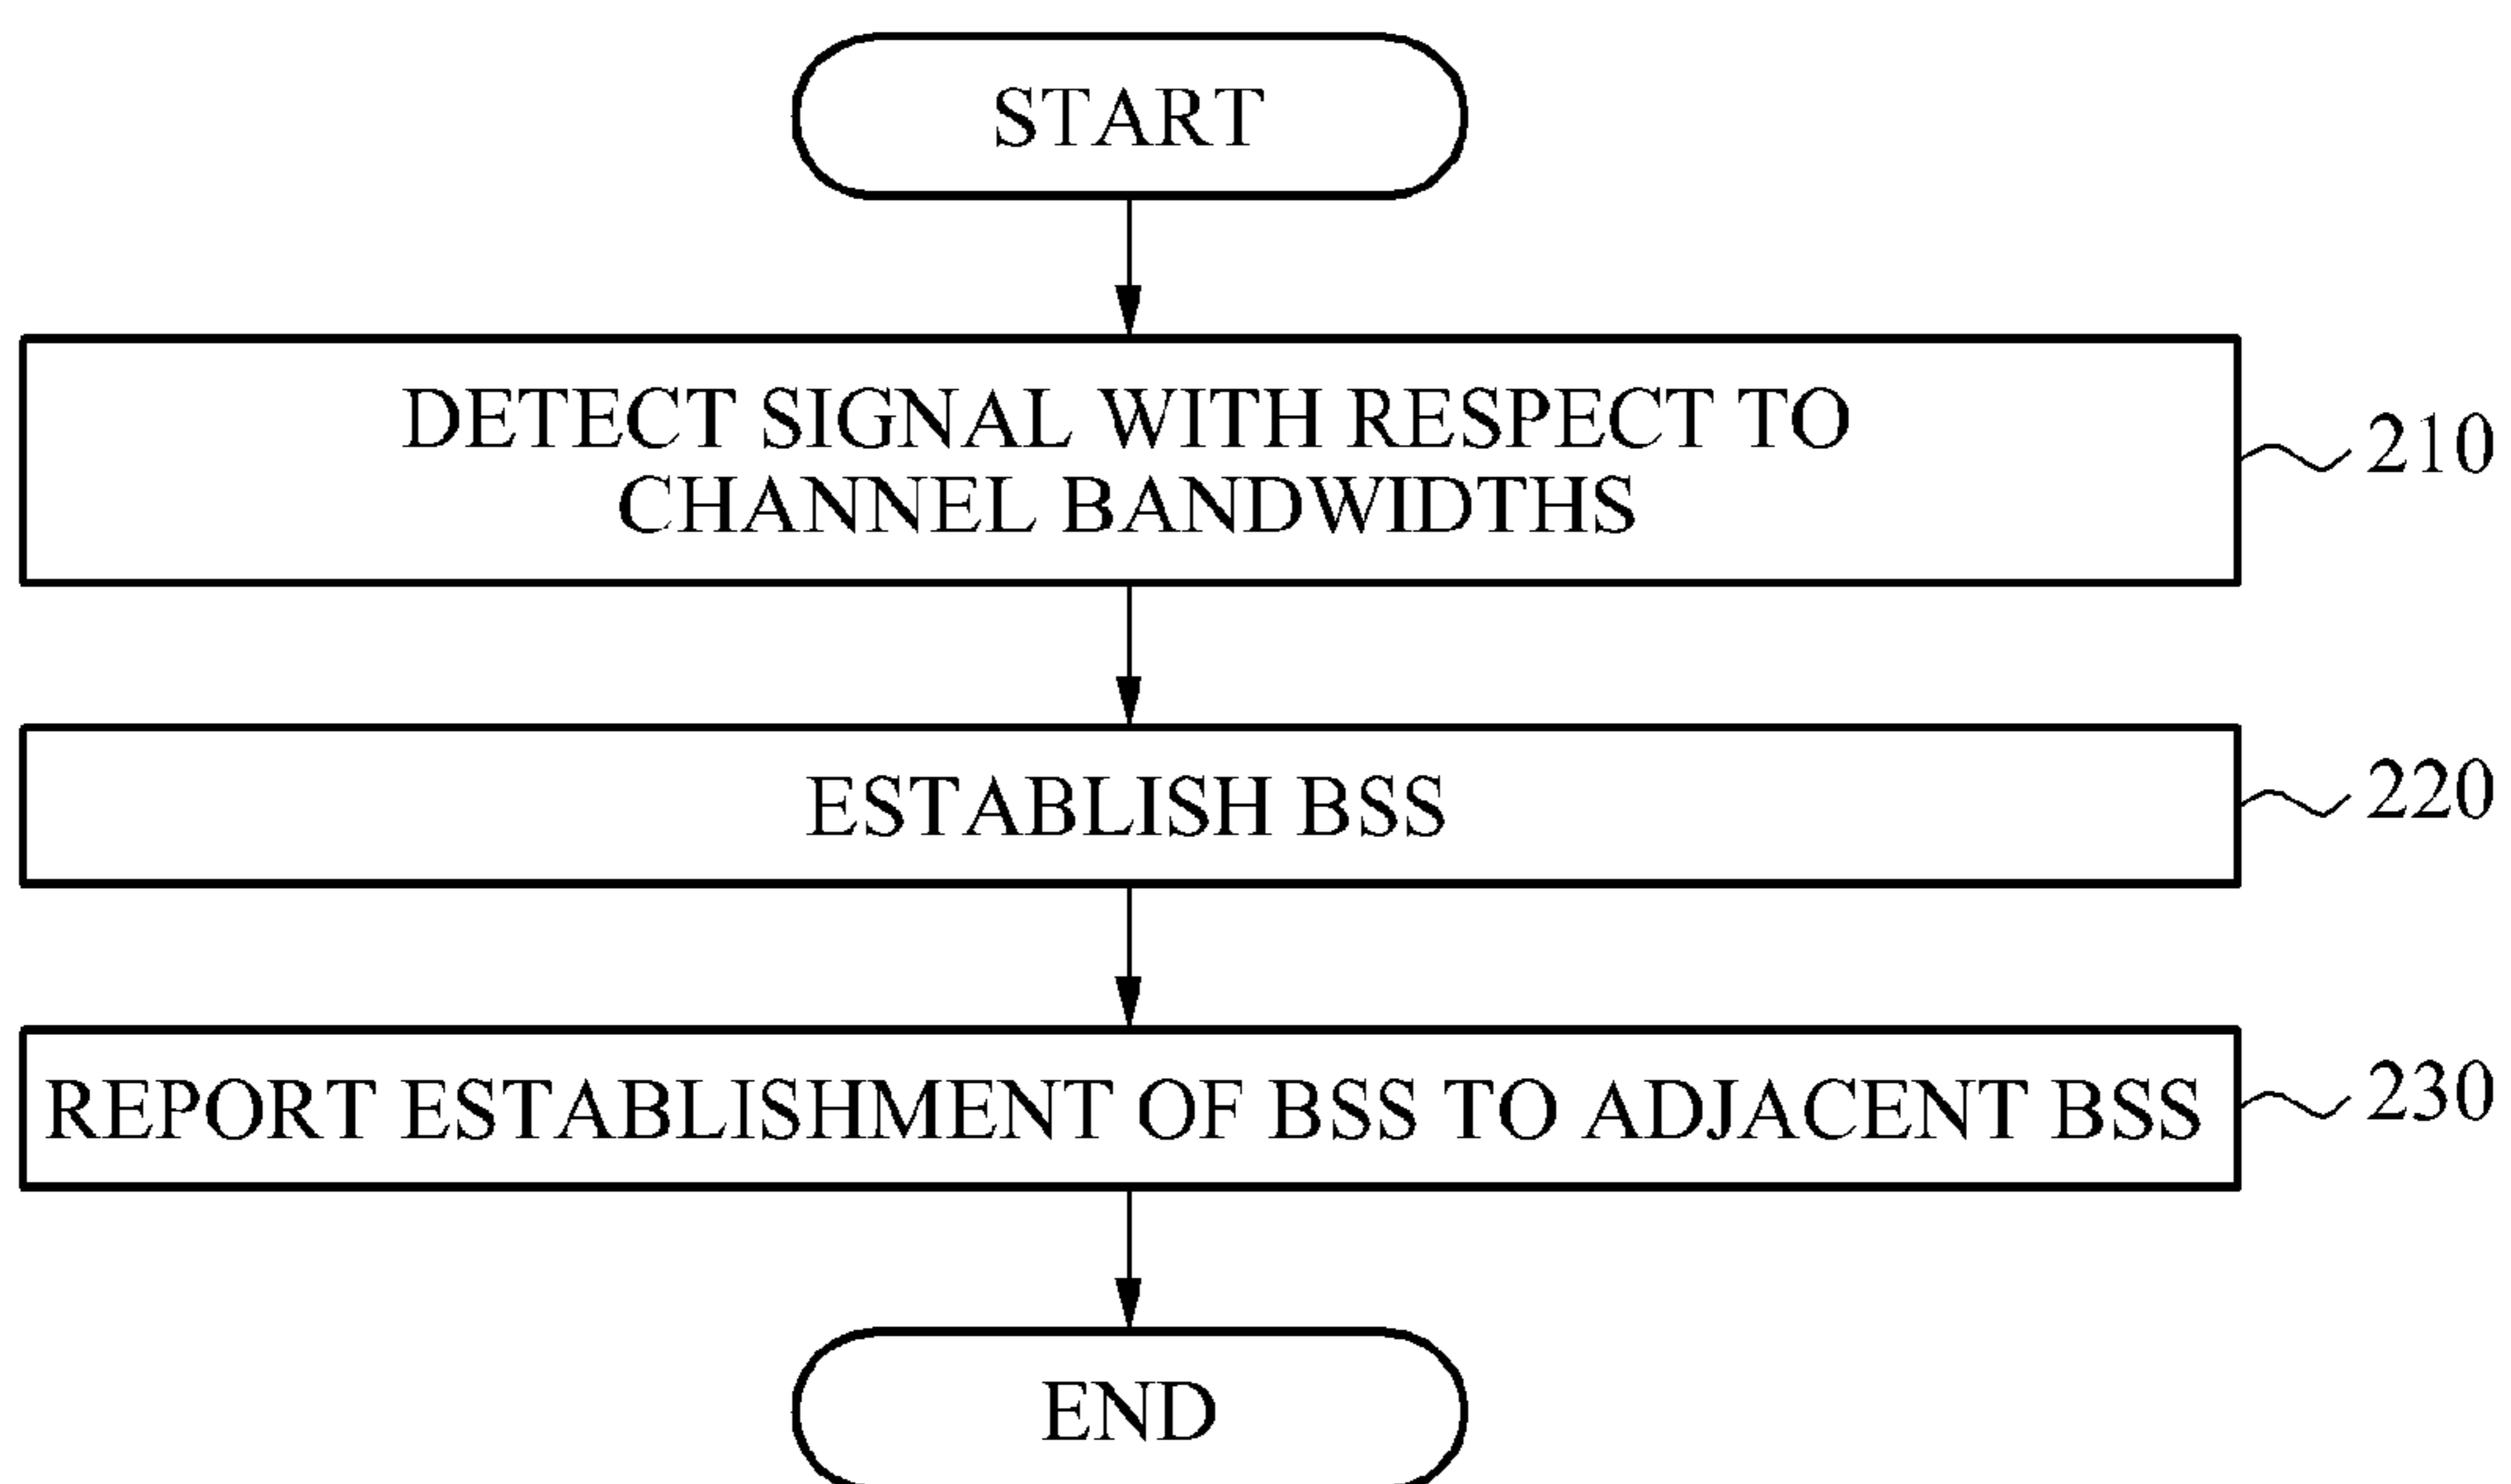 START
DETECT SIGNAL WITH RESPECT TO
CHANNEL BANDWIDTHS
210
ESTABLISH BSS
220
REPORT ESTABLISHMENT OF BSS TO ADJACENT BSS
230
END